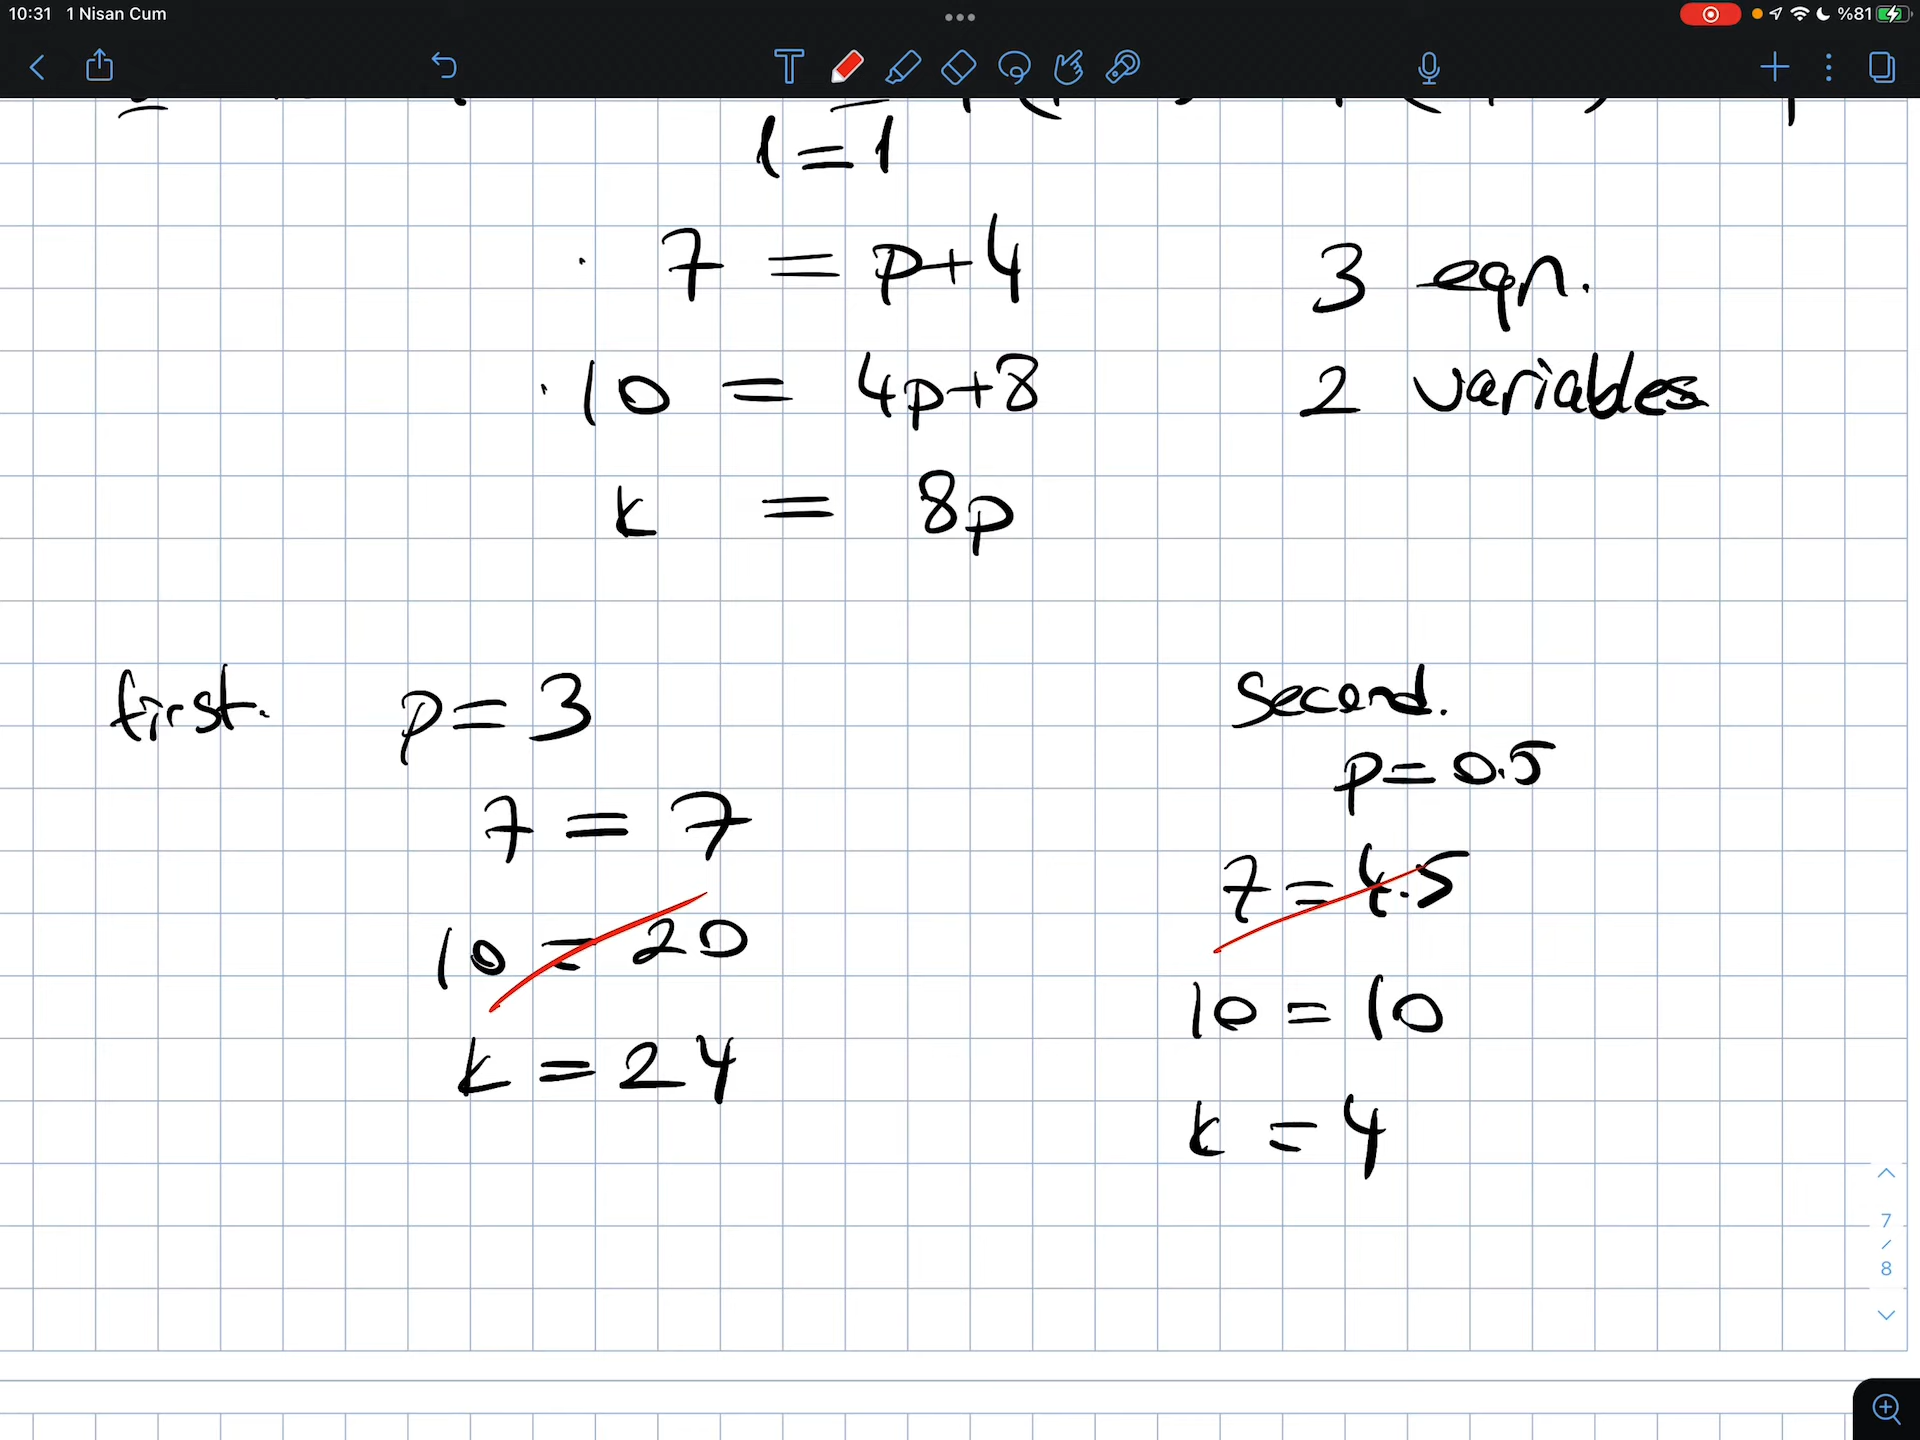 10:31 1 Nisan Cum
%81
T
1 = 1
7 = p+4
10 = 4p+8
k = 8p
3 eqn.
2 variables
first.
p = 3
7 = 7
10 = 20
k = 24
Second.
p = 0.5
7 = 4.5
10 = 10
k = 4
7
/
8